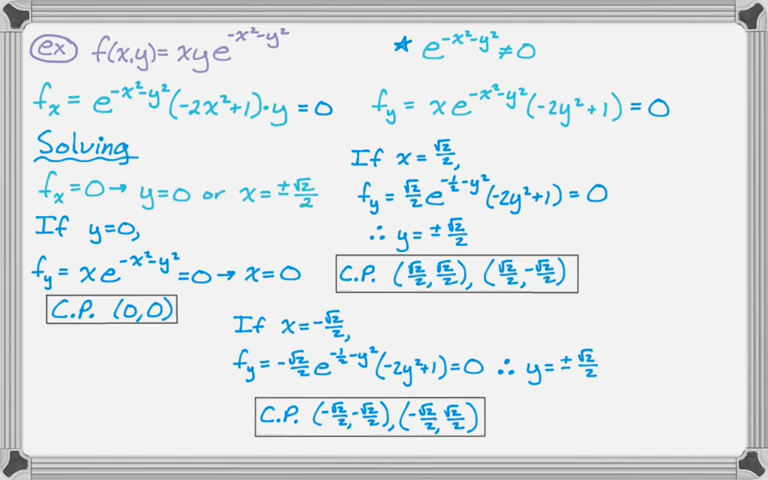 ex f(x,y)= xye^(-x²-y²)
* e^(-x²-y²) ≠ 0
f_x = e^(-x²-y²)(-2x²+1)·y = 0
f_y = xe^(-x²-y²)(-2y²+1) = 0
Solving
f_x=0 → y=0 or x=±√2/2
If y=0,
f_y = xe^(-x²-y²) = 0 → x=0
C.P. (0,0)
If x = √2/2,
f_y = √2/2 e^(-1/2-y²)(-2y²+1) = 0
∴ y = ±√2/2
C.P. (√2/2, √2/2), (√2/2, -√2/2)
If x = -√2/2,
f_y = -√2/2 e^(-1/2-y²)(-2y²+1) = 0 ∴ y = ±√2/2
C.P. (-√2/2, -√2/2), (-√2/2, √2/2)